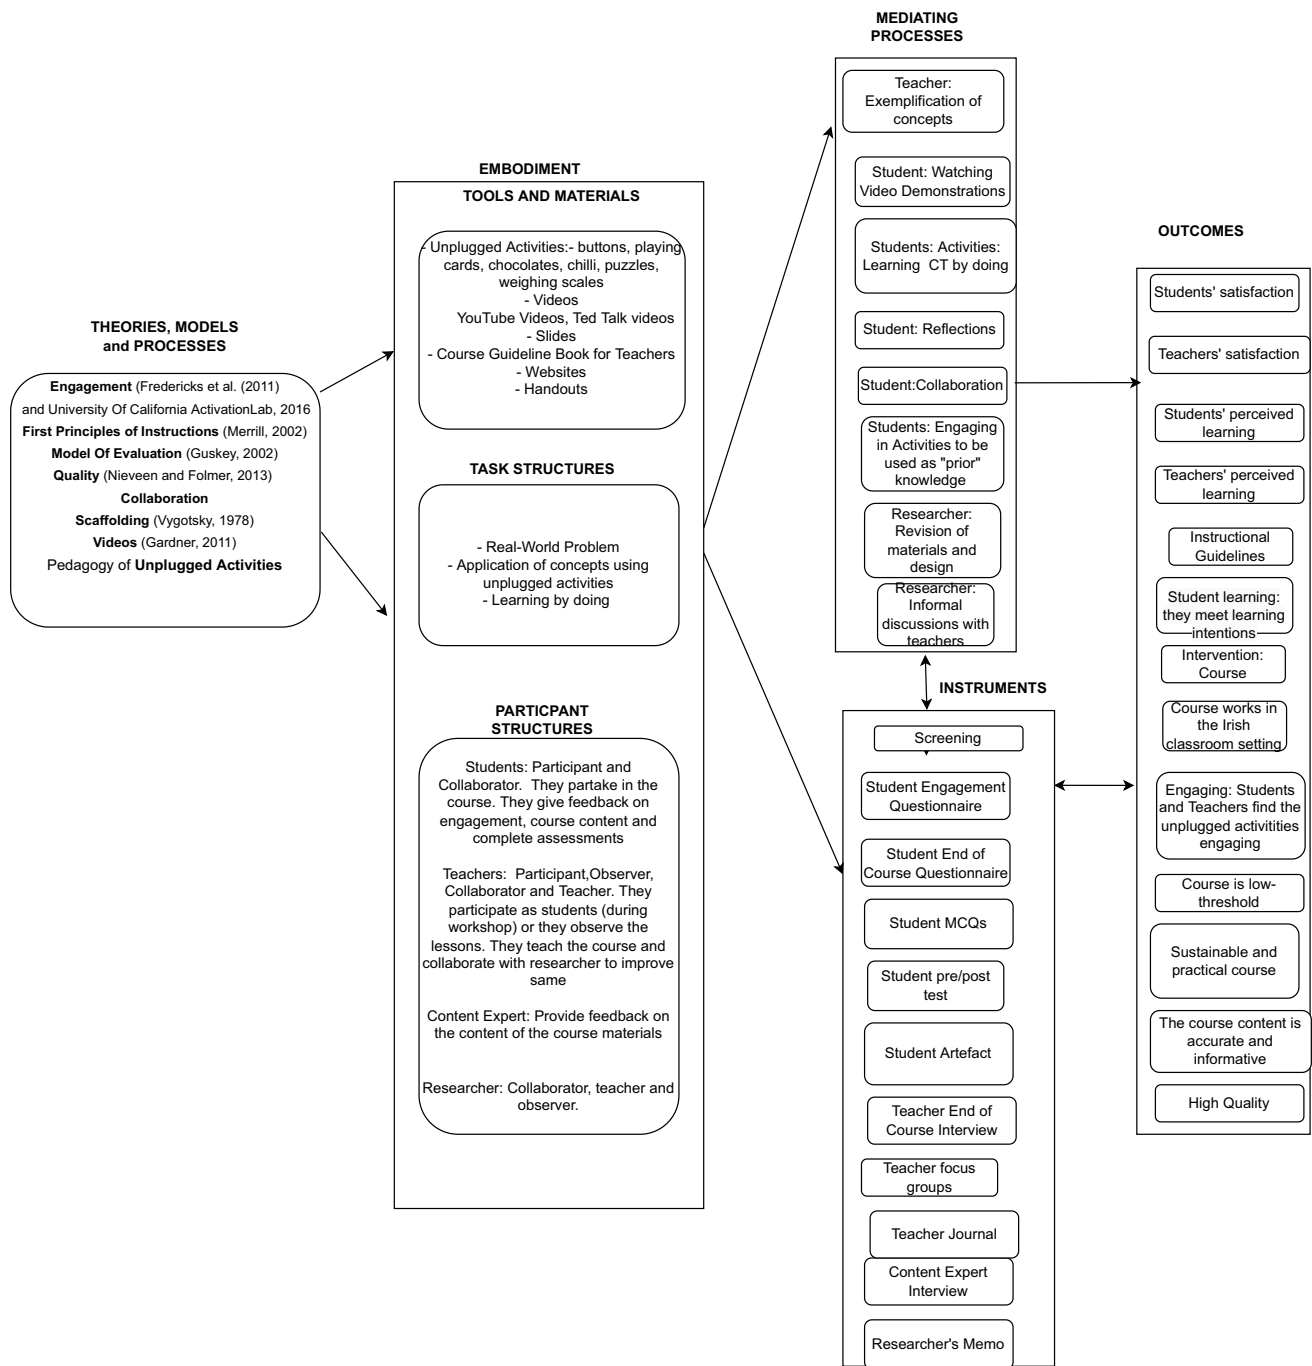 THEORIES, MODELS
and PROCESSES
Engagement (Fredericks et al. (2011)
and University Of California ActivationLab, 2016
First Principles of Instructions (Merrill, 2002)
Model Of Evaluation (Guskey, 2002)
Quality (Nieveen and Folmer, 2013)
Collaboration
Scaffolding (Vygotsky, 1978)
Videos (Gardner, 2011)
Pedagogy of Unplugged Activities
EMBODIMENT
TOOLS AND MATERIALS
- Unplugged Activities:- buttons, playing
cards, chocolates, chilli, puzzles,
weighing scales
- Videos
YouTube Videos, Ted Talk videos
- Slides
- Course Guideline Book for Teachers
- Websites
- Handouts
TASK STRUCTURES
- Real-World Problem
- Application of concepts using
unplugged activities
- Learning by doing
PARTICPANT
STRUCTURES
Students: Participant and
Collaborator. They partake in the
course. They give feedback on
engagement, course content and
complete assessments
Teachers: Participant,Observer,
Collaborator and Teacher. They
participate as students (during
workshop) or they observe the
lessons. They teach the course and
collaborate with researcher to improve
same
Content Expert: Provide feedback on
the content of the course materials
Researcher: Collaborator, teacher and
observer.
MEDIATING
PROCESSES
Teacher:
Exemplification of
concepts
Student: Watching
Video Demonstrations
Students: Activities:
Learning CT by doing
Student: Reflections
Student:Collaboration
Students: Engaging
in Activities to be
used as "prior"
knowledge
Researcher:
Revision of
materials and
design
Researcher:
Informal
discussions with
teachers
INSTRUMENTS
Screening
Student Engagement
Questionnaire
Student End of
Course Questionnaire
Student MCQs
Student pre/post
test
Student Artefact
Teacher End of
Course Interview
Teacher focus
groups
Teacher Journal
Content Expert
Interview
Researcher's Memo
OUTCOMES
Students' satisfaction
Teachers' satisfaction
Students' perceived
learning
Teachers' perceived
learning
Instructional
Guidelines
Student learning:
they meet learning
intentions
Intervention:
Course
Course works in
the Irish
classroom setting
Engaging: Students
and Teachers find the
unplugged activitities
engaging
Course is low-
threshold
Sustainable and
practical course
The course content is
accurate and
informative
High Quality